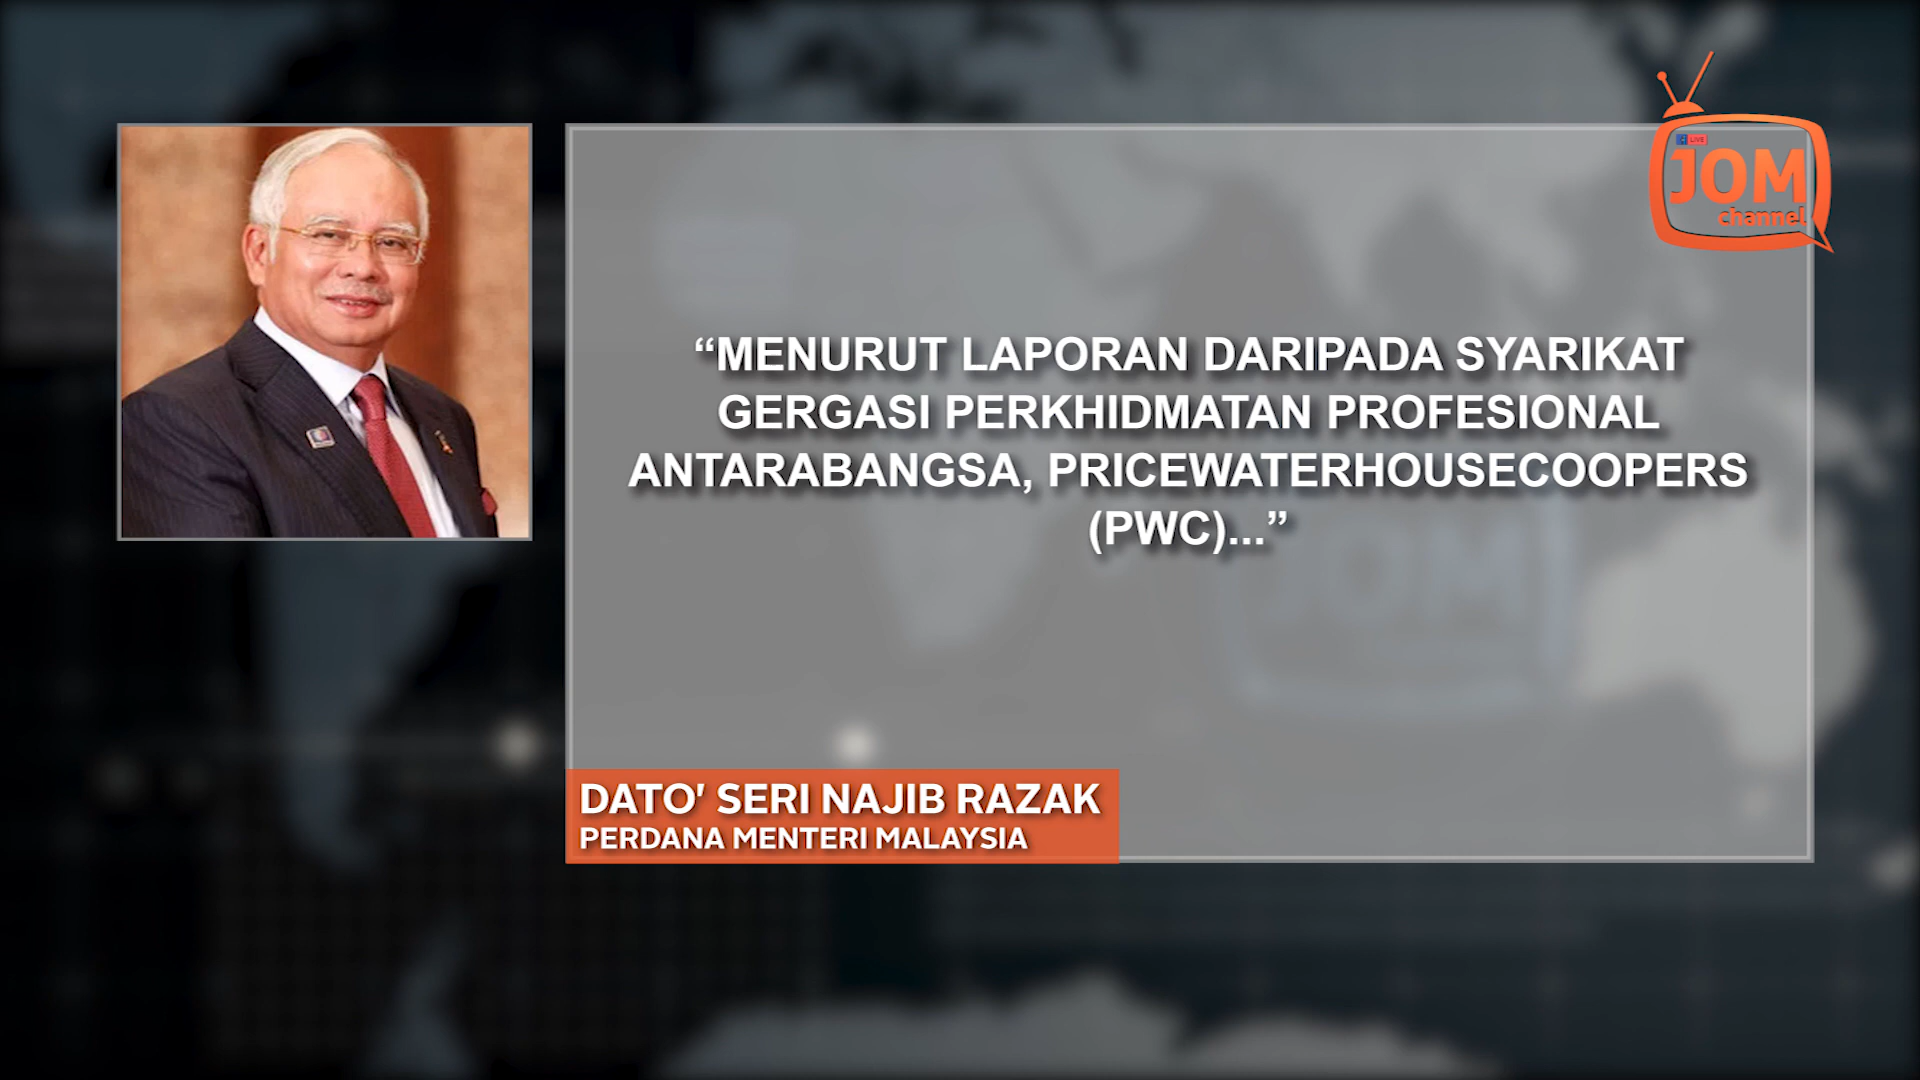 LIVE
JOM
channel
“MENURUT LAPORAN DARIPADA SYARIKAT
GERGASI PERKHIDMATAN PROFESIONAL
ANTARABANGSA, PRICEWATERHOUSECOOPERS
(PWC)...”
DATO' SERI NAJIB RAZAK
PERDANA MENTERI MALAYSIA